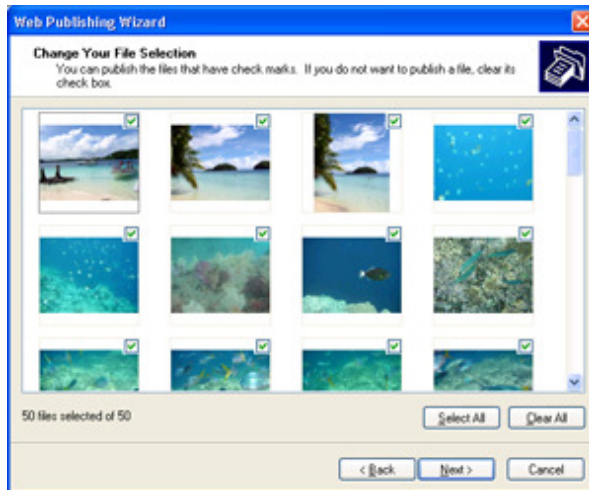 Web Publishing Wizard
Change Your File Selection
You can publish the files that have check marks. If you do not want to publish a file, clear its
check box.
50 files selected of 50
Select All
Clear All
< Back
Next >
Cancel